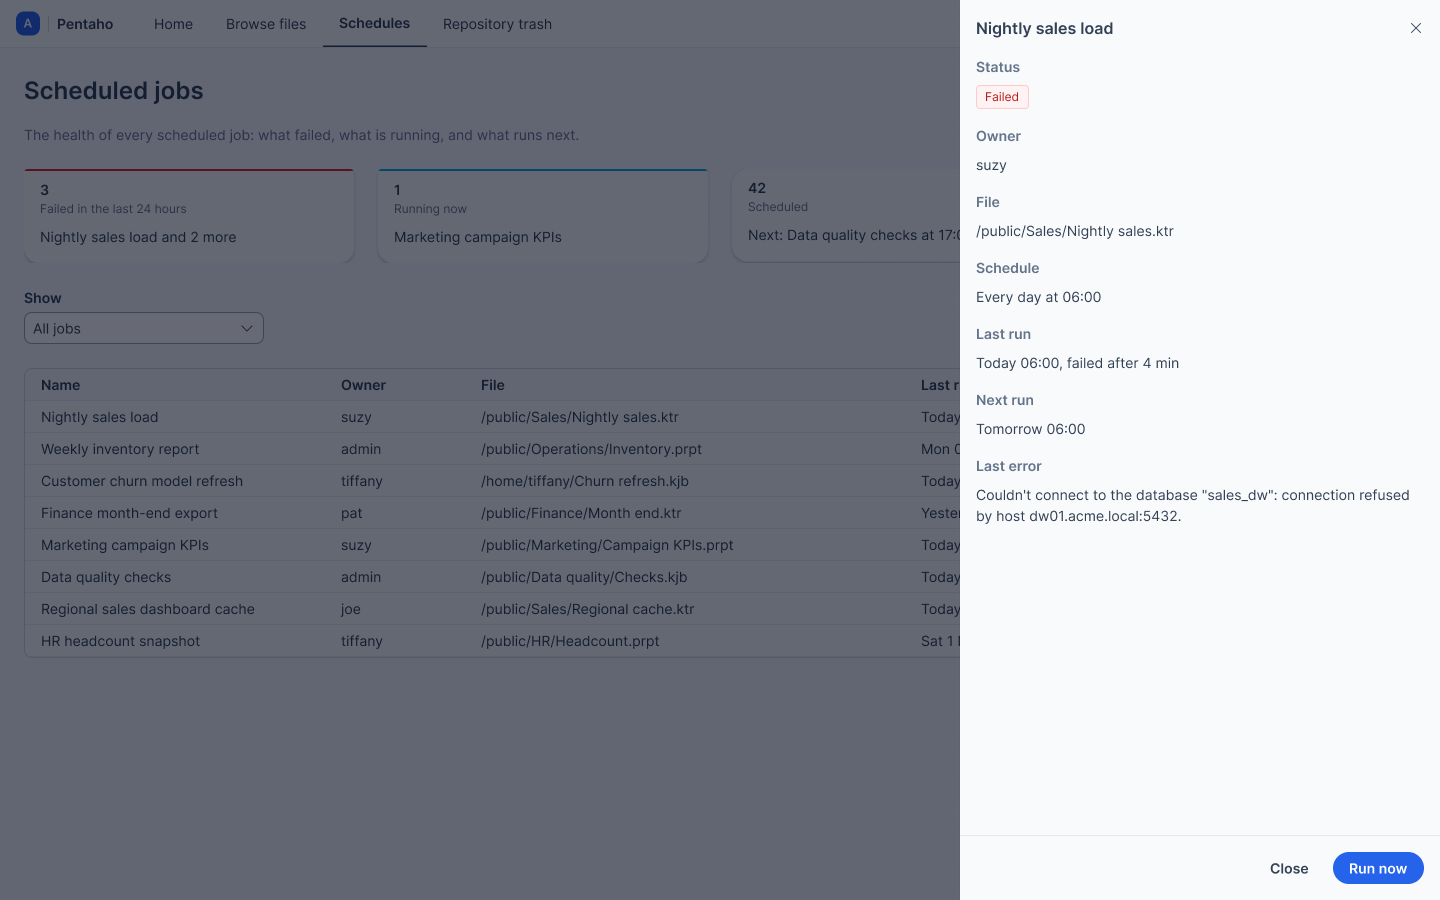 A Pentaho Home Browse files Schedules Repository trash
Scheduled jobs
The health of every scheduled job: what failed, what is running, and what runs next.
3
Failed in the last 24 hours
Nightly sales load and 2 more
1
Running now
Marketing campaign KPIs
42
Scheduled
Next: Data quality checks at 17:0
Show
All jobs
Name Owner File Last r
Nightly sales load suzy /public/Sales/Nightly sales.ktr Today
Weekly inventory report admin /public/Operations/Inventory.prpt Mon 0
Customer churn model refresh tiffany /home/tiffany/Churn refresh.kjb Today
Finance month-end export pat /public/Finance/Month end.ktr Yester
Marketing campaign KPIs suzy /public/Marketing/Campaign KPIs.prpt Today
Data quality checks admin /public/Data quality/Checks.kjb Today
Regional sales dashboard cache joe /public/Sales/Regional cache.ktr Today
HR headcount snapshot tiffany /public/HR/Headcount.prpt Sat 1
Nightly sales load
Status
Failed
Owner
suzy
File
/public/Sales/Nightly sales.ktr
Schedule
Every day at 06:00
Last run
Today 06:00, failed after 4 min
Next run
Tomorrow 06:00
Last error
Couldn't connect to the database "sales_dw": connection refused
by host dw01.acme.local:5432.
Close Run now